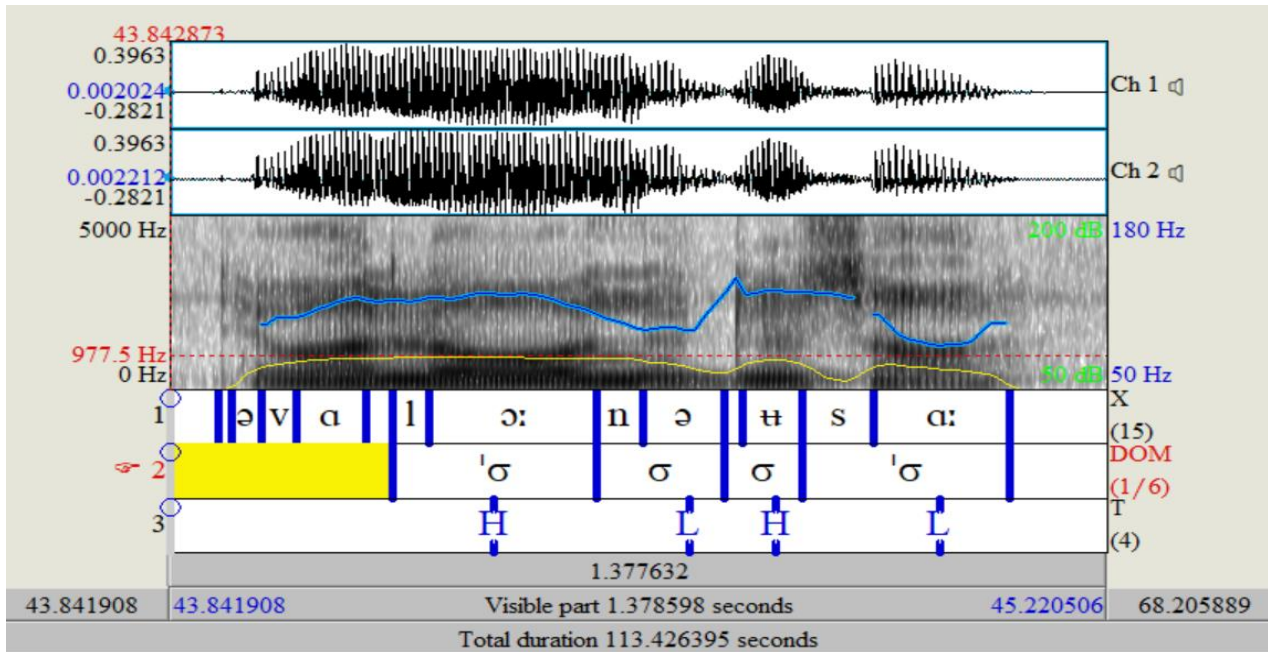 43.842873
0.3963
0.002024
-0.2821
Ch 1
0.3963
0.002212
-0.2821
Ch 2
5000 Hz 200 dB 180 Hz
977.5 Hz
0 Hz 50 dB 50 Hz
1 ə v ɑ l ɔː n ə ʉ s ɑː X (15)
2 ˈσ σ σ ˈσ DOM (1/6)
3 H L H L T (4)
1.377632
43.841908 43.841908 Visible part 1.378598 seconds 45.220506 68.205889
Total duration 113.426395 seconds